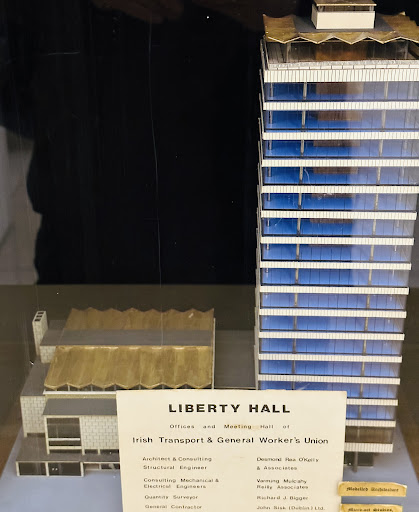 LIBERTY HALL
Offices and Meeting Hall of
Irish Transport & General Worker's Union
Architect & Consulting Structural Engineer
Desmond Rea O'Kelly & Associates
Consulting Mechanical & Electrical Engineers
Varming Mulcahy Reilly Associates
Quantity Surveyor
Richard J. Bigger
General Contractor
John Sisk (Dublin) Ltd.